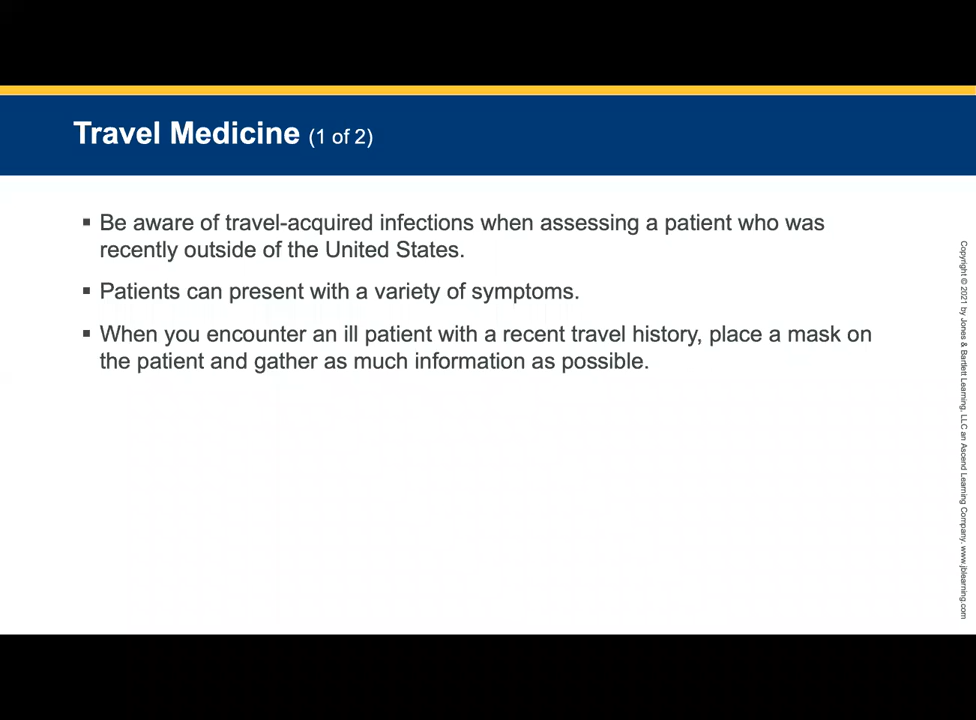 Travel Medicine (1 of 2)
▪ Be aware of travel-acquired infections when assessing a patient who was
recently outside of the United States.
▪ Patients can present with a variety of symptoms.
▪ When you encounter an ill patient with a recent travel history, place a mask on
the patient and gather as much information as possible.
Copyright © 2021 by Jones & Bartlett Learning, LLC an Ascend Learning Company. www.jblearning.com